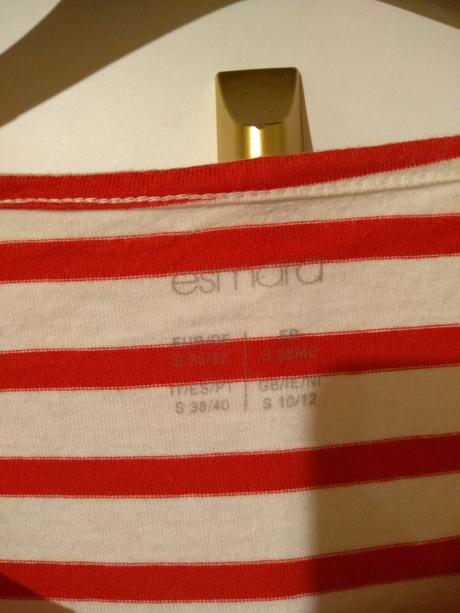 esmara
EUR/DE FR
S 36/38 S 38/40
IT/ES/PT GB/IE/NI
S 38/40 S 10/12